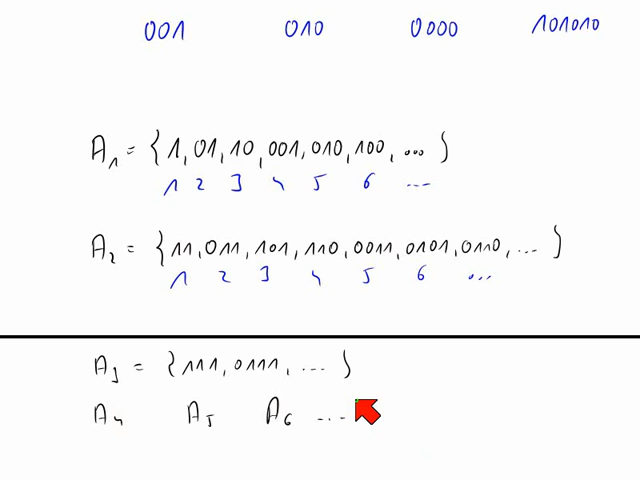 001 010 0000 101010
A₁ = {1, 01, 10, 001, 010, 100, ...}
1 2 3 4 5 6 ...
A₂ = {11, 011, 101, 110, 0011, 0101, 0110, ...}
1 2 3 4 5 6 ...
A₃ = {111, 0111, ...}
A₄ A₅ A₆ ...